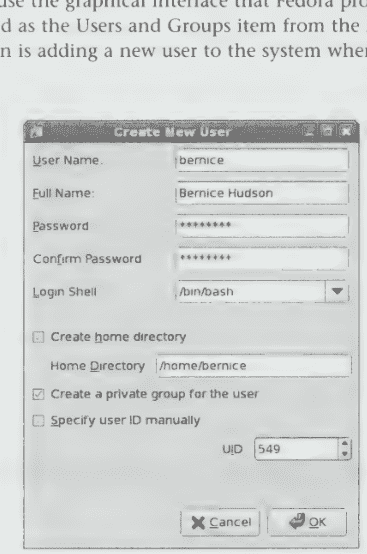 use the graphical interface that Fedora pro
d as the Users and Groups item from the
n is adding a new user to the system whe
Create New User
User Name. bernice
Full Name: Bernice Hudson
Password ********
Confirm Password ********
Login Shell /bin/bash
Create home directory
Home Directory /home/bernice
Create a private group for the user
Specify user ID manually
UID 549
Cancel OK